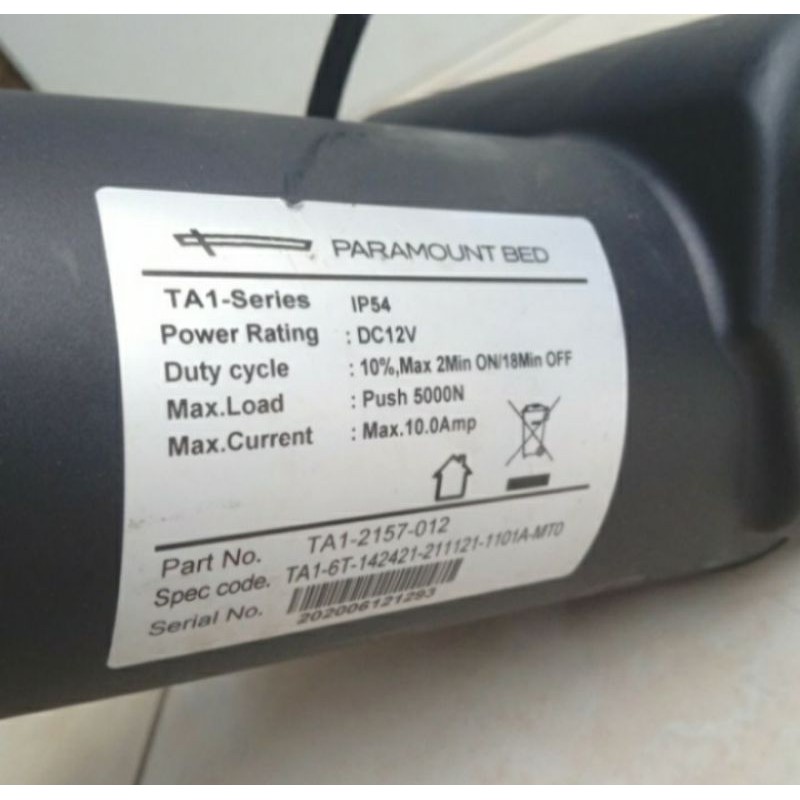 PARAMOUNT BED
TA1-Series IP54
Power Rating : DC12V
Duty cycle : 10%,Max 2Min ON/18Min OFF
Max.Load : Push 5000N
Max.Current : Max.10.0Amp
Part No. TA1-2157-012
Spec code. TA1-6T-142421-211121-1101A-MT0
Serial No. 202006121293